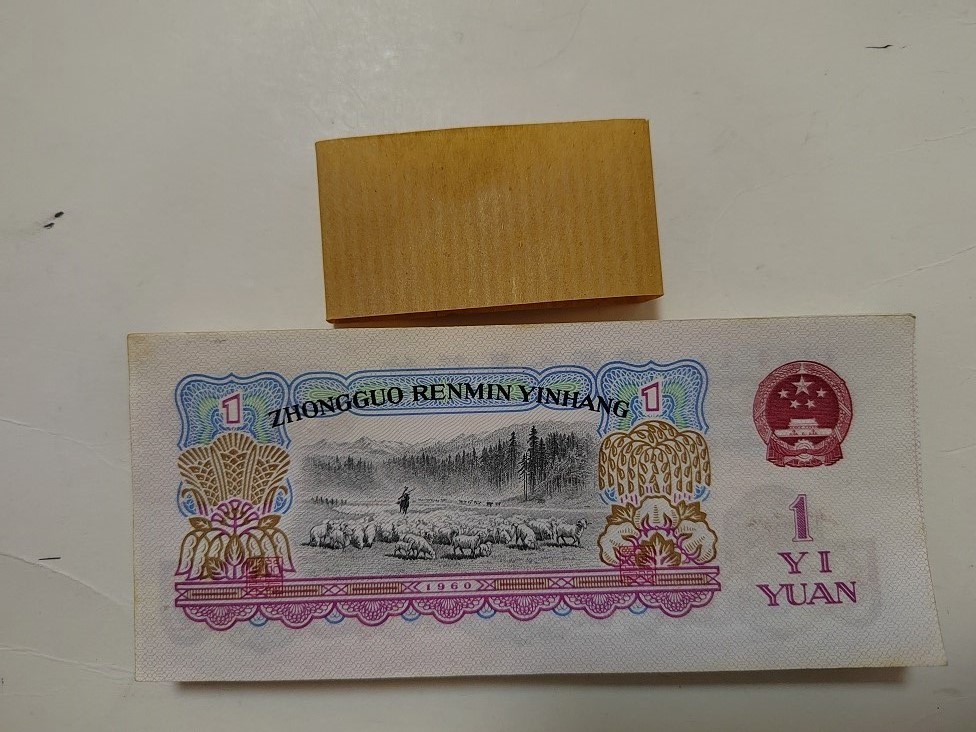 1 ZHONGGUO RENMIN YINHANG 1
1960
1
YI
YUAN